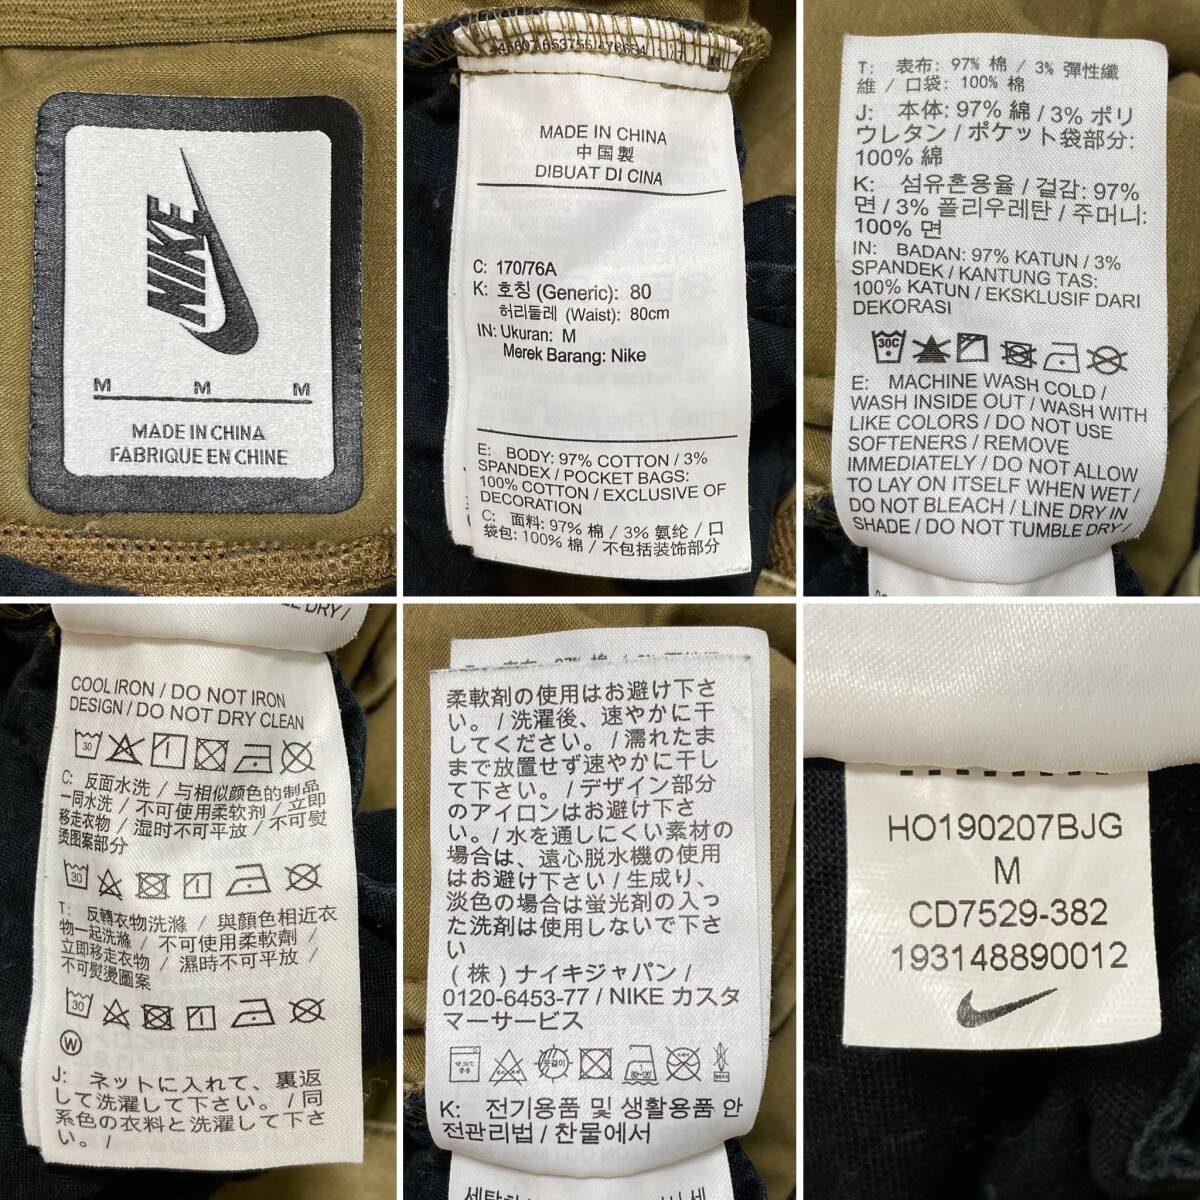 NIKE
M M M
MADE IN CHINA
FABRIQUE EN CHINE
MADE IN CHINA
中国製
DIBUAT DI CINA
C: 170/76A
K: 호칭 (Generic): 80
허리둘레 (Waist): 80cm
IN: Ukuran: M
Merek Barang: Nike
E: BODY: 97% COTTON / 3%
SPANDEX / POCKET BAGS:
100% COTTON / EXCLUSIVE OF
DECORATION
C: 面料: 97% 棉 / 3% 氨纶 / 口
袋包: 100% 棉 / 不包括装饰部分
T: 表布: 97% 棉 / 3% 彈性纖
維 / 口袋: 100% 棉
J: 本体: 97% 綿 / 3% ポリ
ウレタン / ポケット袋部分:
100% 綿
K: 섬유혼용율 / 겉감: 97%
면 / 3% 폴리우레탄 / 주머니:
100% 면
IN: BADAN: 97% KATUN / 3%
SPANDEK / KANTUNG TAS:
100% KATUN / EKSKLUSIF DARI
DEKORASI
30C
E: MACHINE WASH COLD /
WASH INSIDE OUT / WASH WITH
LIKE COLORS / DO NOT USE
SOFTENERS / REMOVE
IMMEDIATELY / DO NOT ALLOW
TO LAY ON ITSELF WHEN WET /
DO NOT BLEACH / LINE DRY IN
SHADE / DO NOT TUMBLE DRY /
DRY /
COOL IRON / DO NOT IRON
DESIGN / DO NOT DRY CLEAN
30
C: 反面水洗 / 与相似颜色的制品
一同水洗 / 不可使用柔软剂 / 立即
移走衣物 / 湿时不可平放 / 不可熨
烫图案部分
30
T: 反轉衣物洗滌 / 與顏色相近衣
物一起洗滌 / 不可使用柔軟劑 /
立即移走衣物 / 濕時不可平放 /
不可熨燙圖案
30
W
J: ネットに入れて、裏返
して洗濯して下さい。/ 同
系色の衣料と洗濯して下さ
い。/
表布: 97% 棉
柔軟剤の使用はお避け下さ
い。/ 洗濯後、速やかに干
してください。/ 濡れたま
まで放置せず速やかに干し
て下さい。/ デザイン部分
のアイロンはお避け下さ
い。/ 水を通しにくい素材の
場合は、遠心脱水機の使用
はお避け下さい / 生成り、
淡色の場合は蛍光剤の入っ
た洗剤は使用しないで下さ
い
(株) ナイキジャパン /
0120-6453-77 / NIKE カスタ
マーサービス
K: 전기용품 및 생활용품 안
전관리법 / 찬물에서
HO190207BJG
M
CD7529-382
193148890012